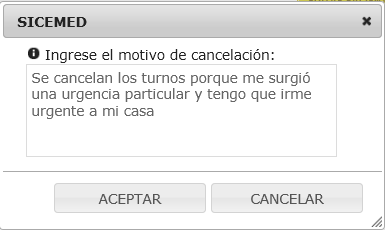 SICEMED
Ingrese el motivo de cancelación:
Se cancelan los turnos porque me surgió
una urgencia particular y tengo que irme
urgente a mi casa
ACEPTAR CANCELAR